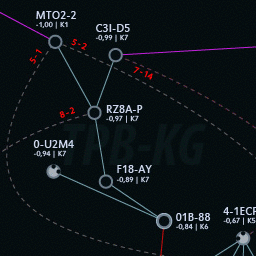 MTO2-2
-1,00 | K1
C3I-D5
-0,99 | K7
5-1
5-2
7-14
8-2
RZ8A-P
-0,97 | K7
TPB-KG
0-U2M4
-0,94 | K7
F18-AY
-0,89 | K7
01B-88
-0,84 | K6
4-1ECP
-0,67 | K5